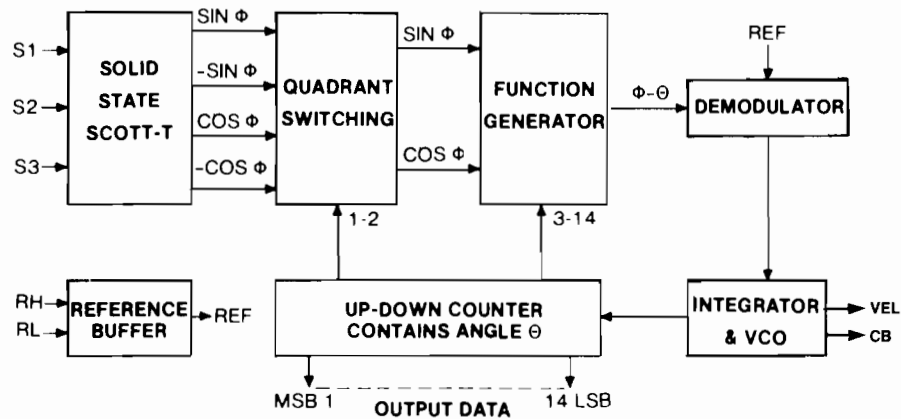 SIN Φ
-SIN Φ
COS Φ
-COS Φ
S1
S2
S3
SOLID
STATE
SCOTT-T
QUADRANT
SWITCHING
SIN Φ
COS Φ
FUNCTION
GENERATOR
Φ-Θ
REF
DEMODULATOR
1-2
3-14
RH
RL
REFERENCE
BUFFER
REF
UP-DOWN COUNTER
CONTAINS ANGLE Θ
INTEGRATOR
& VCO
VEL
CB
MSB 1
14 LSB
OUTPUT DATA